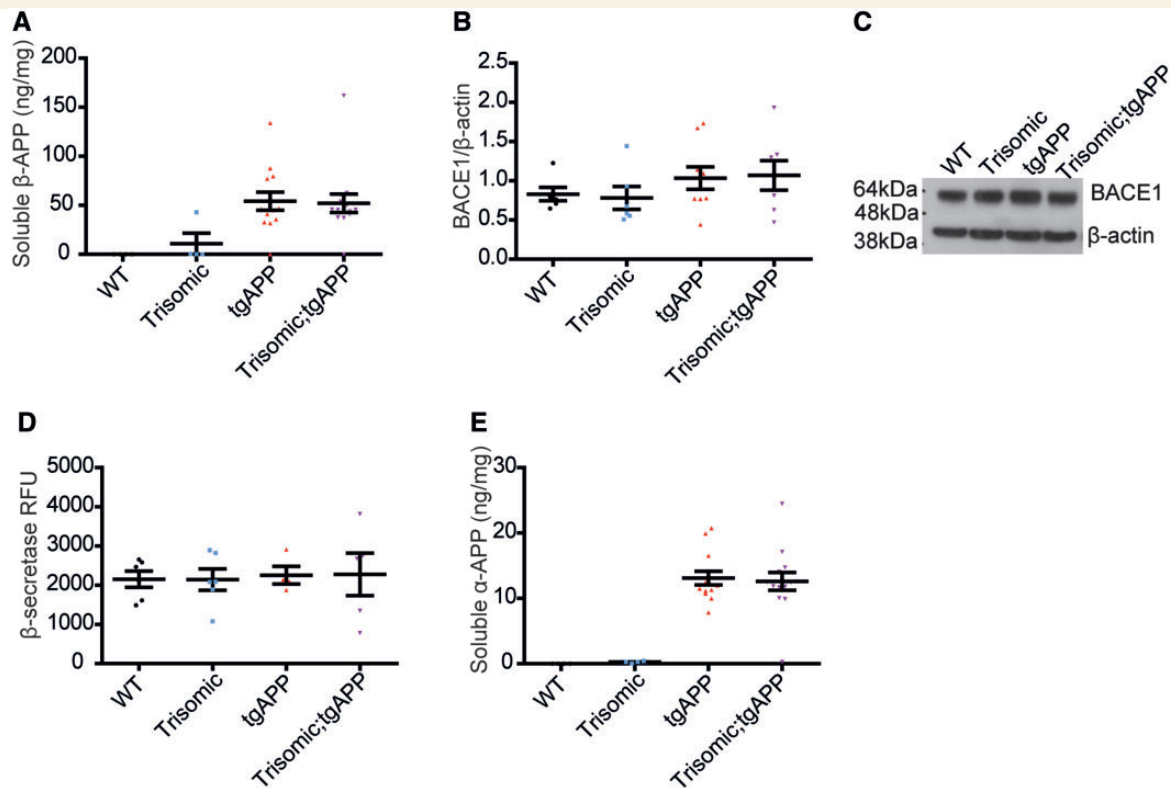 A
Soluble β-APP (ng/mg)
200
150
100
50
0
WT
Trisomic
tgAPP
Trisomic;tgAPP
B
BACE1/β-actin
2.5
2.0
1.5
1.0
0.5
0.0
WT
Trisomic
tgAPP
Trisomic;tgAPP
C
WT
Trisomic
tgAPP
Trisomic;tgAPP
64kDa
BACE1
48kDa
38kDa
β-actin
D
β-secretase RFU
5000
4000
3000
2000
1000
0
WT
Trisomic
tgAPP
Trisomic;tgAPP
E
Soluble α-APP (ng/mg)
30
20
10
0
WT
Trisomic
tgAPP
Trisomic;tgAPP